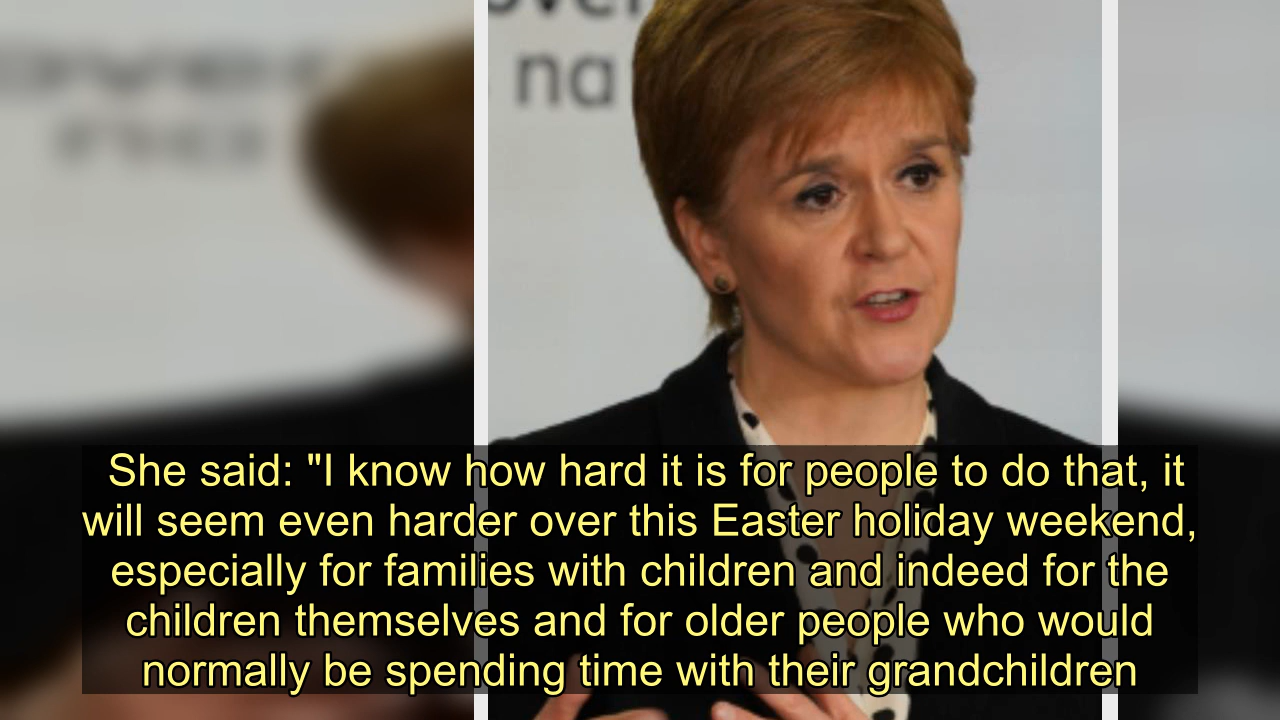 na
She said: "I know how hard it is for people to do that, it
will seem even harder over this Easter holiday weekend,
especially for families with children and indeed for the
children themselves and for older people who would
normally be spending time with their grandchildren